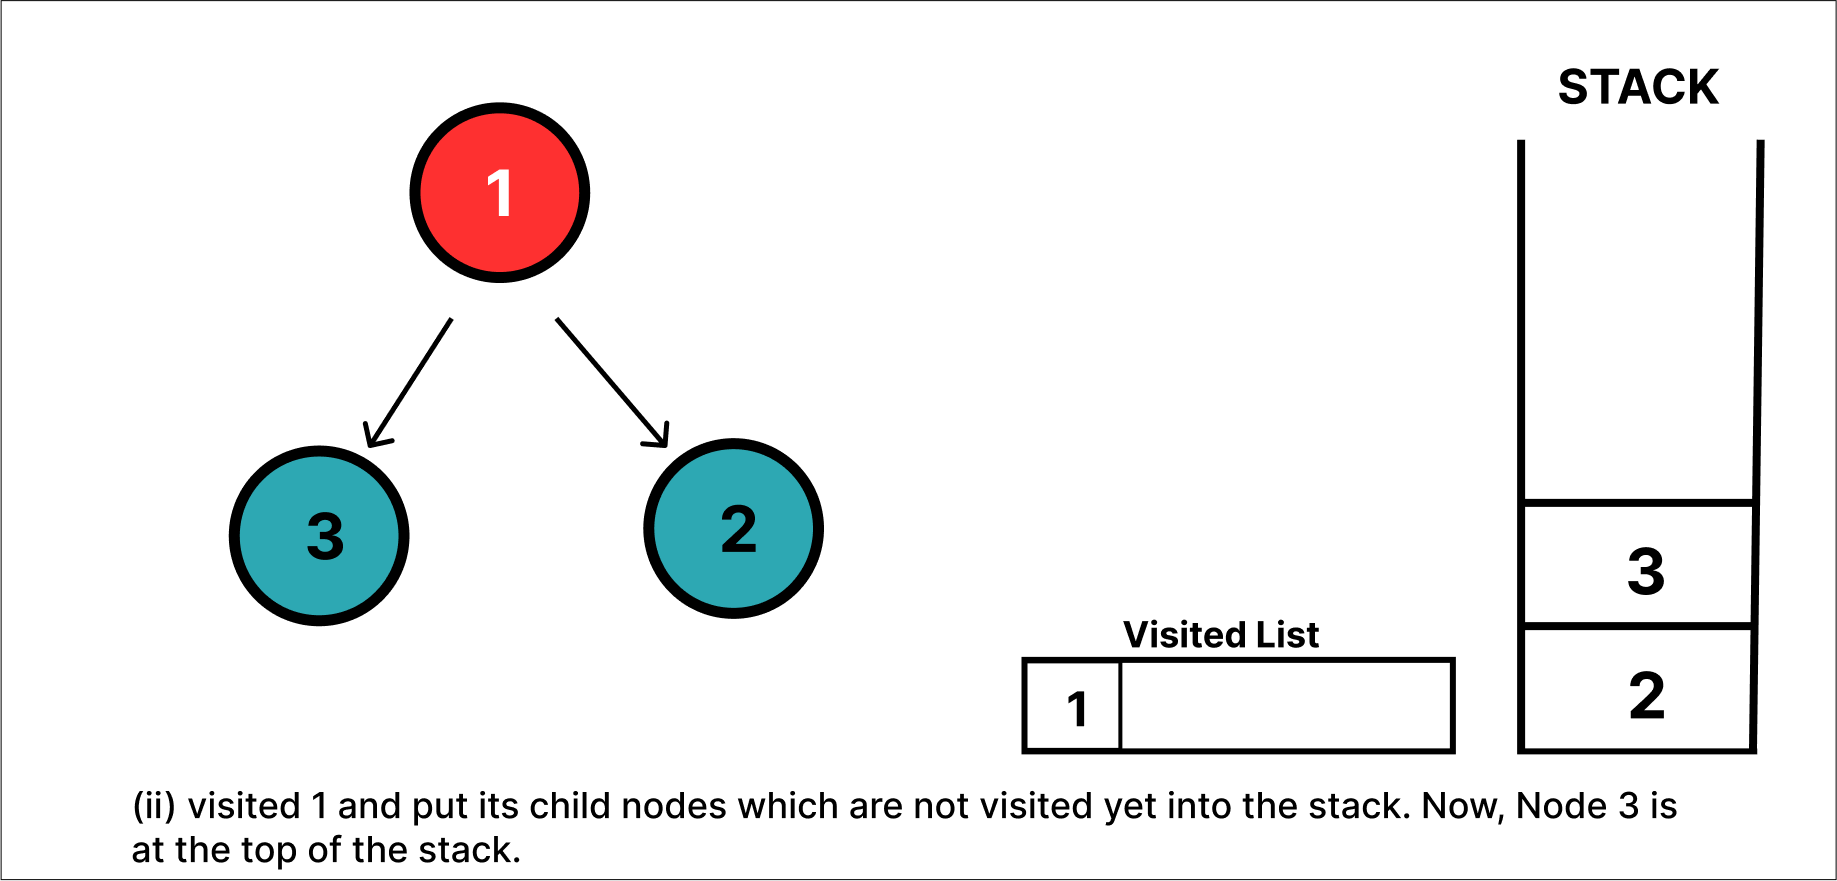 STACK
1
3
2
3
2
Visited List
1
(ii) visited 1 and put its child nodes which are not visited yet into the stack. Now, Node 3 is
at the top of the stack.